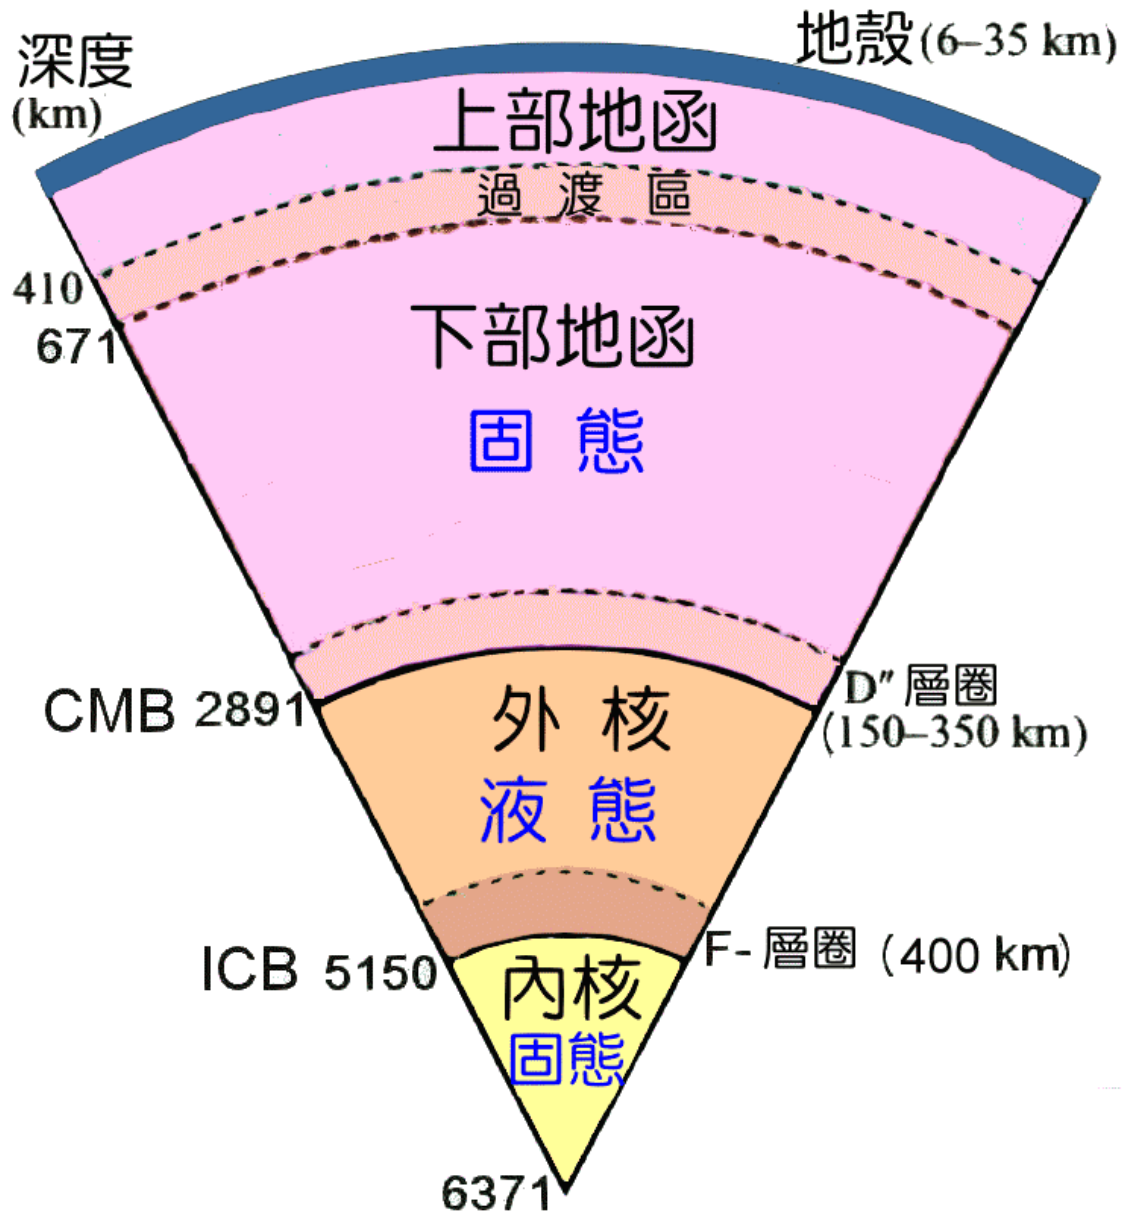 深度
(km)
地殼(6–35 km)
上部地函
過 渡 區
410
671
下部地函
固 態
CMB 2891
D″ 層圈
(150–350 km)
外 核
液 態
ICB 5150
F- 層圈 (400 km)
內核
固態
6371